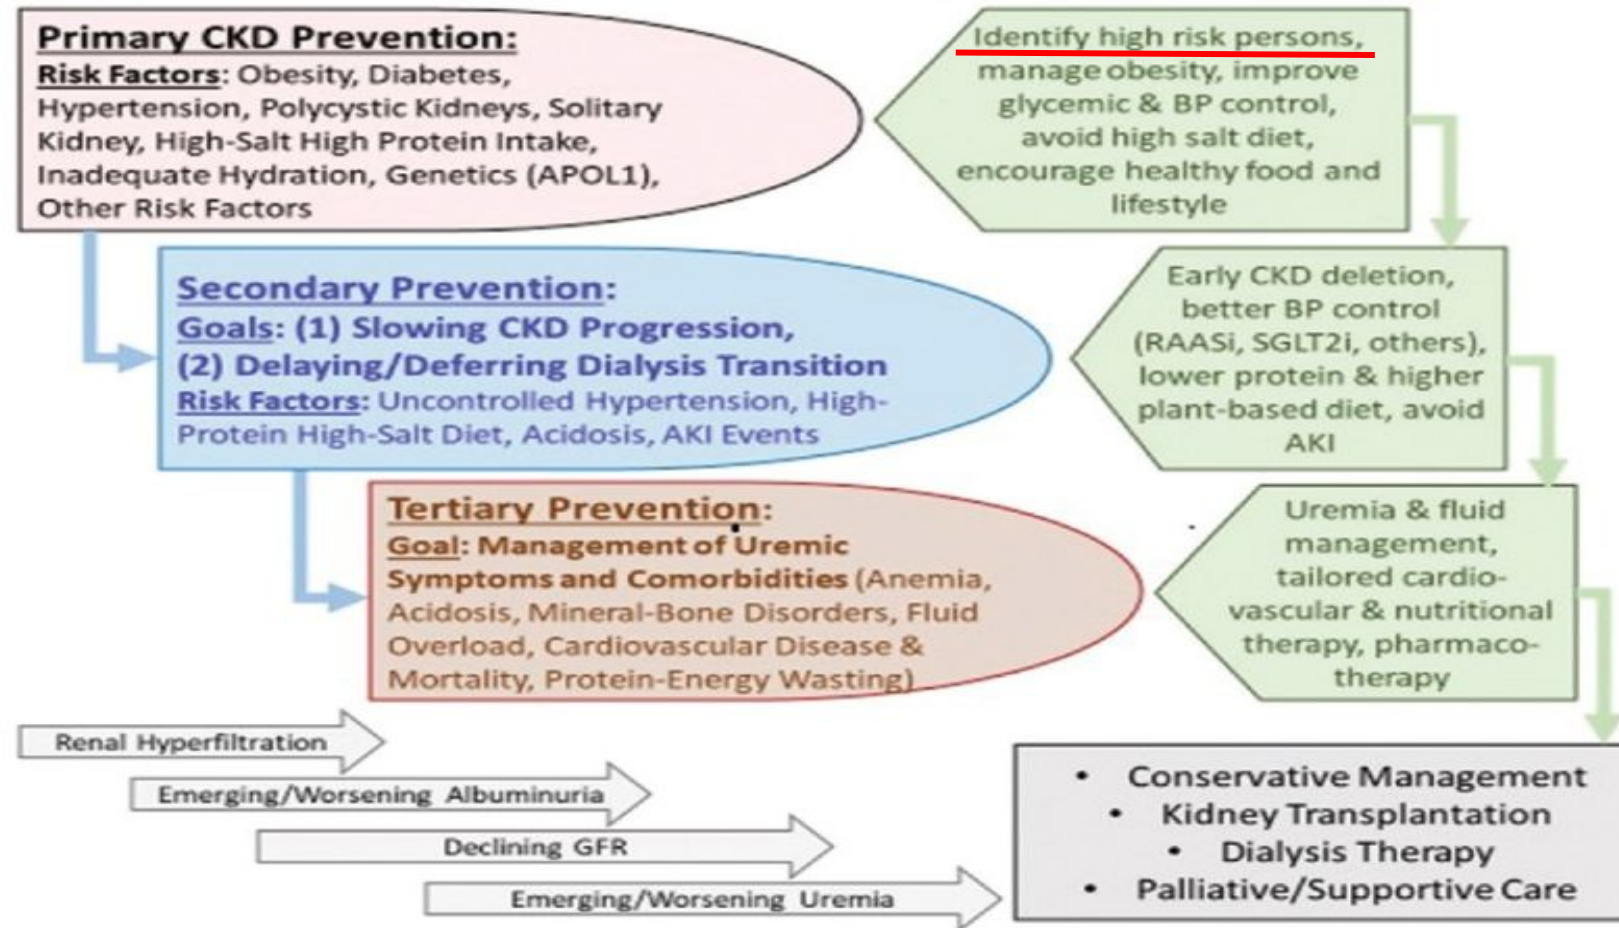 Primary CKD Prevention:
Risk Factors: Obesity, Diabetes,
Hypertension, Polycystic Kidneys, Solitary
Kidney, High-Salt High Protein Intake,
Inadequate Hydration, Genetics (APOL1),
Other Risk Factors
Identify high risk persons,
manage obesity, improve
glycemic & BP control,
avoid high salt diet,
encourage healthy food and
lifestyle
Secondary Prevention:
Goals: (1) Slowing CKD Progression,
(2) Delaying/Deferring Dialysis Transition
Risk Factors: Uncontrolled Hypertension, High-
Protein High-Salt Diet, Acidosis, AKI Events
Early CKD deletion,
better BP control
(RAASi, SGLT2i, others),
lower protein & higher
plant-based diet, avoid
AKI
Tertiary Prevention:
Goal: Management of Uremic
Symptoms and Comorbidities (Anemia,
Acidosis, Mineral-Bone Disorders, Fluid
Overload, Cardiovascular Disease &
Mortality, Protein-Energy Wasting)
Uremia & fluid
management,
tailored cardio-
vascular & nutritional
therapy, pharmaco-
therapy
Renal Hyperfiltration
Emerging/Worsening Albuminuria
Declining GFR
Emerging/Worsening Uremia
• Conservative Management
• Kidney Transplantation
• Dialysis Therapy
• Palliative/Supportive Care